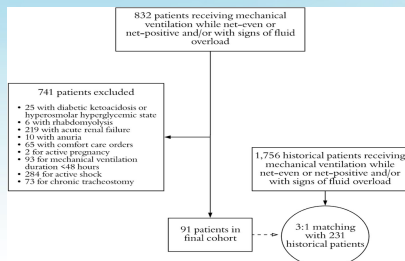 832 patients receiving mechanical
ventilation while net–even or
net–positive and/or with signs of fluid
overload
741 patients excluded
• 25 with diabetic ketoacidosis or
hyperosmolar hyperglycemic state
• 6 with rhabdomyolysis
• 219 with acute renal failure
• 10 with anuria
• 65 with comfort care orders
• 2 for active pregnancy
• 93 for mechanical ventilation
duration <48 hours
• 284 for active shock
• 73 for chronic tracheostomy
1,756 historical patients receiving
mechanical ventilation while
net–even or net–positive and/or
with signs of fluid overload
91 patients in
final cohort
3:1 matching
with 231
historical patients